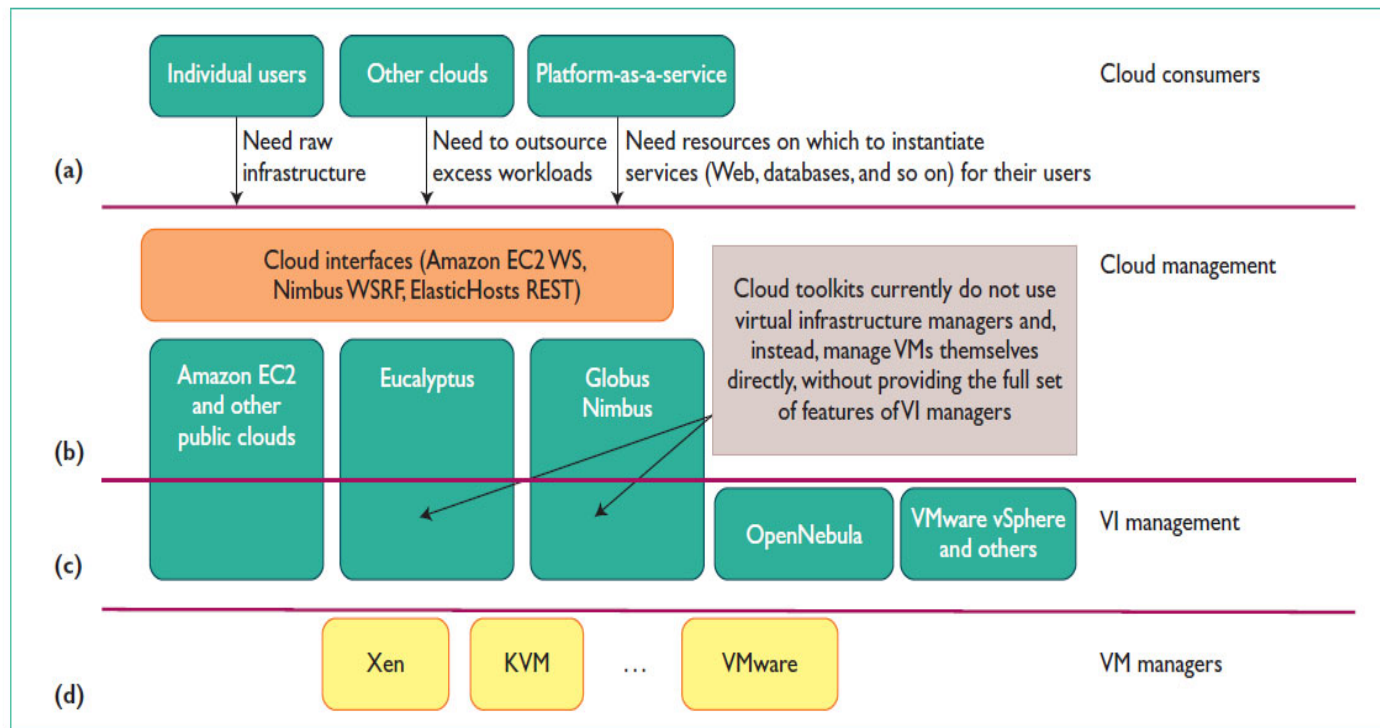 Individual users
Other clouds
Platform-as-a-service
Cloud consumers
Need raw
infrastructure
Need to outsource
excess workloads
Need resources on which to instantiate
services (Web, databases, and so on) for their users
(a)
Cloud interfaces (Amazon EC2 WS,
Nimbus WSRF, ElasticHosts REST)
Cloud management
Cloud toolkits currently do not use
virtual infrastructure managers and,
instead, manage VMs themselves
directly, without providing the full set
of features of VI managers
Amazon EC2
and other
public clouds
Eucalyptus
Globus
Nimbus
(b)
OpenNebula
VMware vSphere
and others
VI management
(c)
Xen
KVM
...
VMware
VM managers
(d)